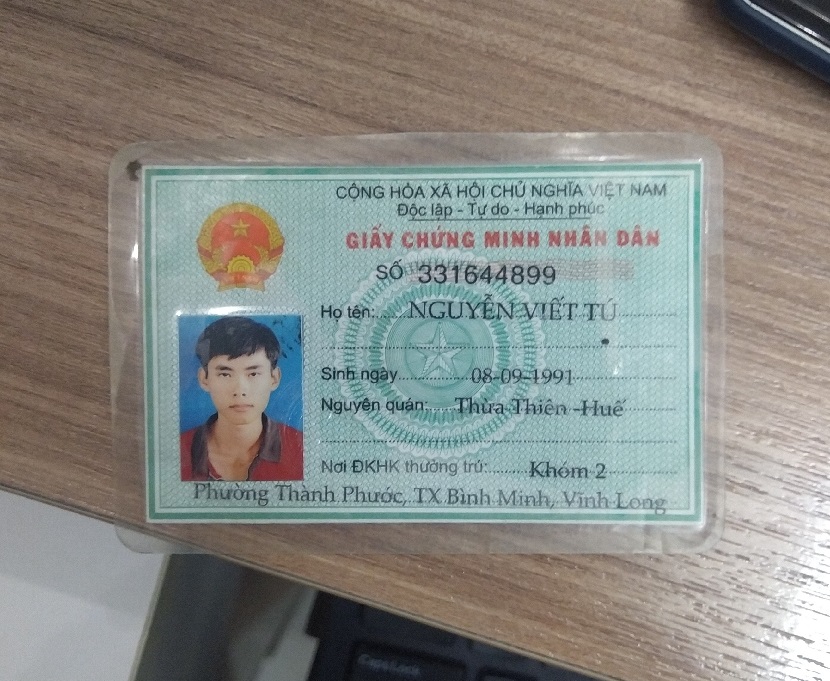 CỘNG HÒA XÃ HỘI CHỦ NGHĨA VIỆT NAM
Độc lập - Tự do - Hạnh phúc
GIẤY CHỨNG MINH NHÂN DÂN
SỐ 331644899
Họ tên: NGUYỄN VIẾT TÚ
Sinh ngày 08-09-1991
Nguyên quán: Thừa Thiên -Huế
Nơi ĐKHK thường trú: Khóm 2
Phường Thành Phước, TX Bình Minh, Vĩnh Long
CapsLock